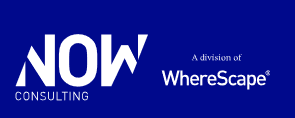 NOW
CONSULTING
A division of
WhereScape®